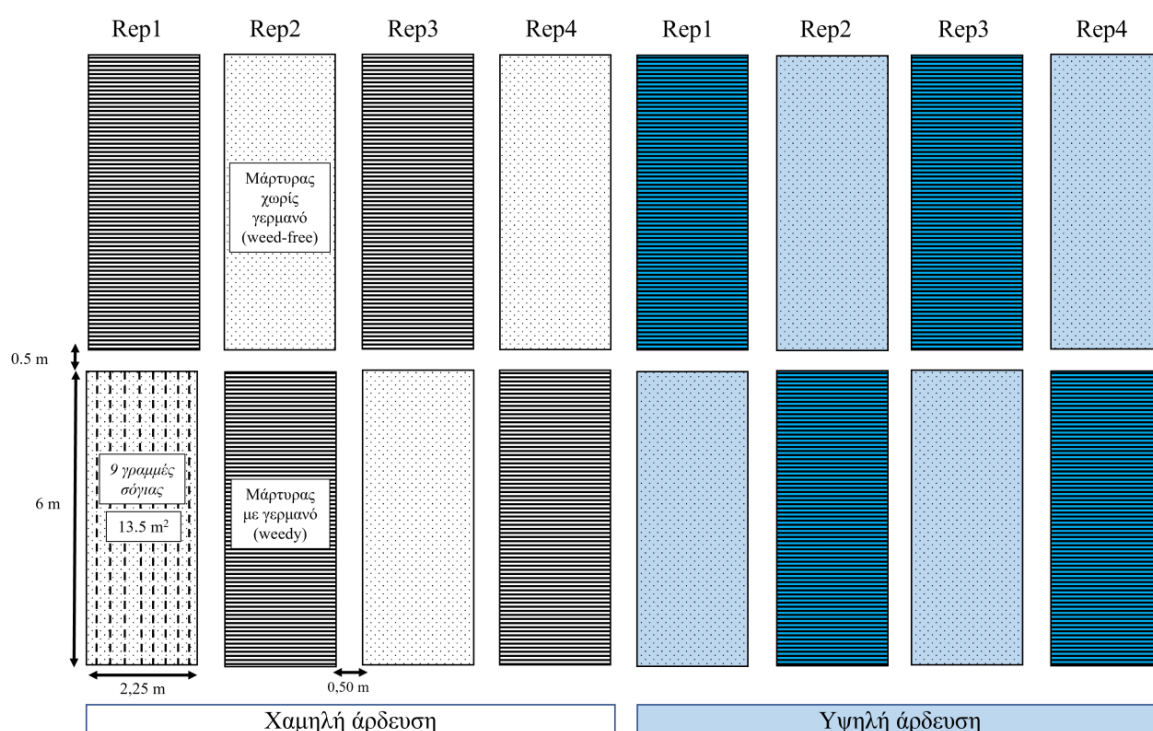 Rep1 Rep2 Rep3 Rep4 Rep1 Rep2 Rep3 Rep4
Μάρτυρας
χωρίς
γερμανό
(weed-free)
0.5 m
6 m
9 γραμμές
σόγιας
13.5 m²
Μάρτυρας
με γερμανό
(weedy)
2,25 m
0,50 m
Χαμηλή άρδευση
Υψηλή άρδευση